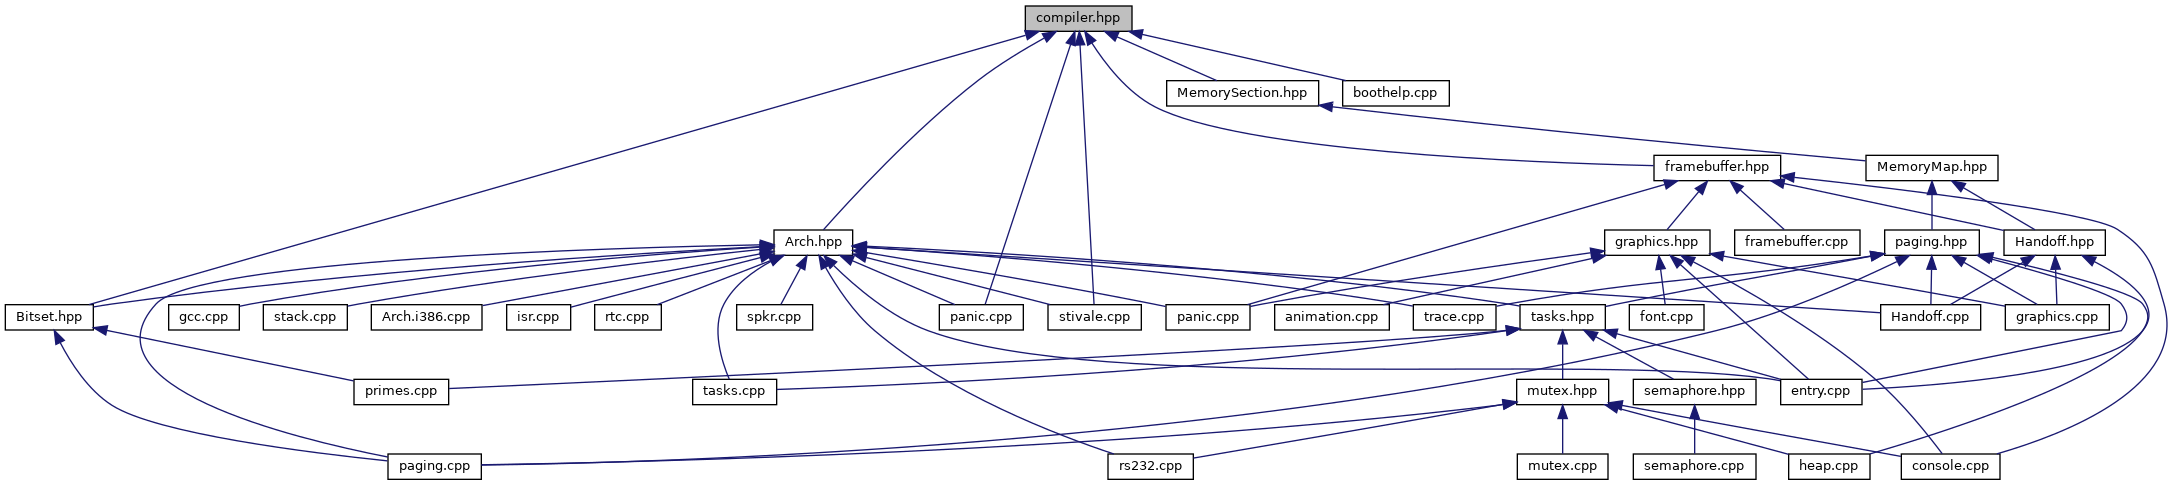 compiler.hpp
MemorySection.hpp
boothelp.cpp
framebuffer.hpp
MemoryMap.hpp
Arch.hpp
graphics.hpp
framebuffer.cpp
paging.hpp
Handoff.hpp
Bitset.hpp
gcc.cpp
stack.cpp
Arch.i386.cpp
isr.cpp
rtc.cpp
spkr.cpp
panic.cpp
stivale.cpp
panic.cpp
animation.cpp
trace.cpp
tasks.hpp
font.cpp
Handoff.cpp
graphics.cpp
primes.cpp
tasks.cpp
mutex.hpp
semaphore.hpp
entry.cpp
paging.cpp
rs232.cpp
mutex.cpp
semaphore.cpp
heap.cpp
console.cpp